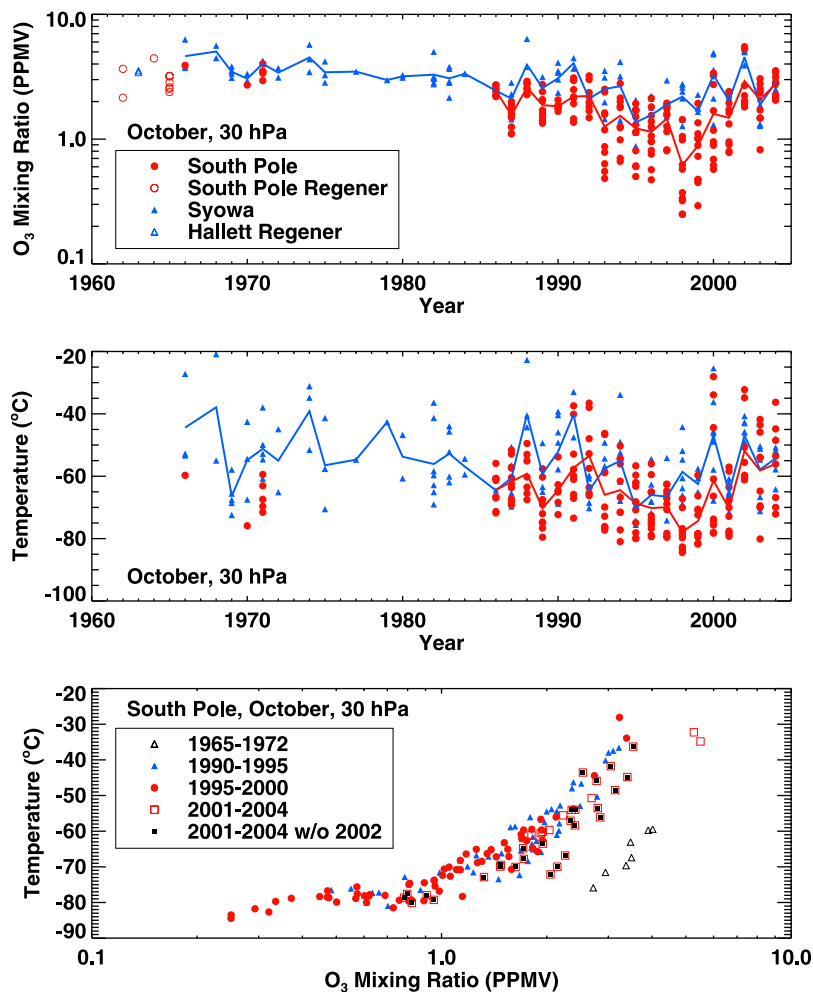 10.0
1.0
0.1
O3 Mixing Ratio (PPMV)
October, 30 hPa
South Pole
South Pole Regener
Syowa
Hallett Regener
1960 1970 1980 1990 2000
Year
-20
-40
-60
-80
-100
Temperature (°C)
October, 30 hPa
1960 1970 1980 1990 2000
Year
-20
-30
-40
-50
-60
-70
-80
-90
Temperature (°C)
South Pole, October, 30 hPa
1965-1972
1990-1995
1995-2000
2001-2004
2001-2004 w/o 2002
0.1 1.0 10.0
O3 Mixing Ratio (PPMV)